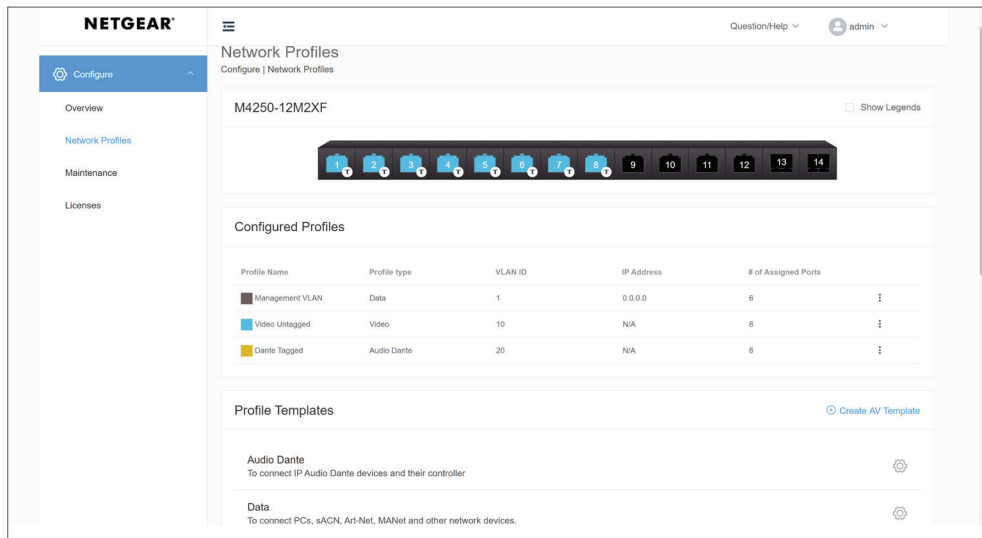 NETGEAR®
Question/Help
admin
Configure
Overview
Network Profiles
Maintenance
Licenses
Network Profiles
Configure | Network Profiles
M4250-12M2XF
Show Legends
1 T 2 T 3 T 4 T 5 T 6 T 7 T 8 T 9 10 11 12 13 14
Configured Profiles
Profile Name Profile type VLAN ID IP Address # of Assigned Ports
Management VLAN Data 1 0.0.0.0 6
Video Untagged Video 10 N/A 8
Dante Tagged Audio Dante 20 N/A 8
Profile Templates
Create AV Template
Audio Dante
To connect IP Audio Dante devices and their controller
Data
To connect PCs, sACN, Art-Net, MANet and other network devices.